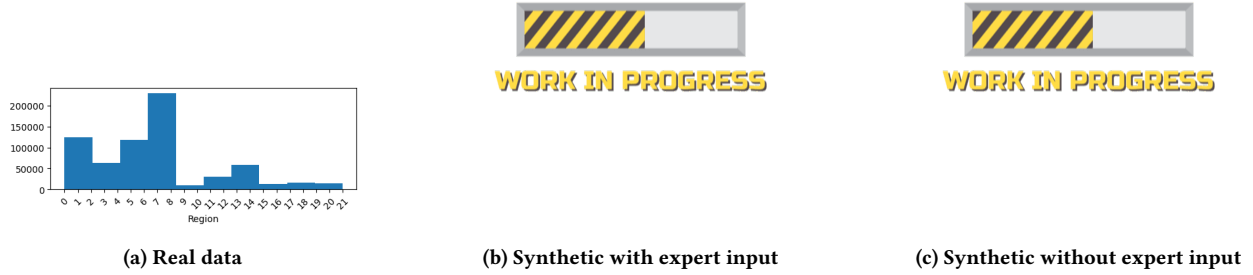 WORK IN PROGRESS
WORK IN PROGRESS
200000
150000
100000
50000
0
0 1 2 3 4 5 6 7 8 9 10 11 12 13 14 15 16 17 18 19 20 21
Region
(a) Real data
(b) Synthetic with expert input
(c) Synthetic without expert input